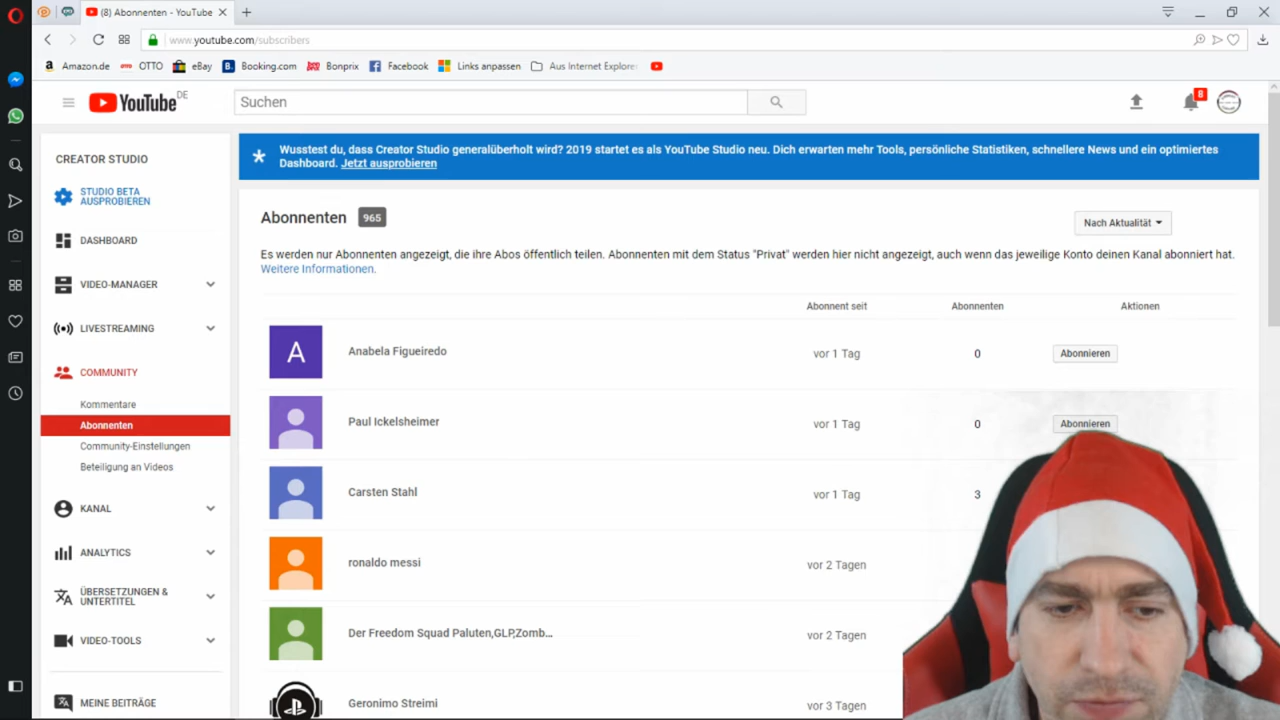 (8) Abonnenten - YouTube
www.youtube.com/subscribers
Amazon.de OTTO eBay Booking.com Bonprix Facebook Links anpassen Aus Internet Explorer
YouTube DE
Suchen
8
CREATOR STUDIO
STUDIO BETA
AUSPROBIEREN
DASHBOARD
VIDEO-MANAGER
LIVESTREAMING
COMMUNITY
Kommentare
Abonnenten
Community-Einstellungen
Beteiligung an Videos
KANAL
ANALYTICS
ÜBERSETZUNGEN &
UNTERTITEL
VIDEO-TOOLS
MEINE BEITRÄGE
Wusstest du, dass Creator Studio generalüberholt wird? 2019 startet es als YouTube Studio neu. Dich erwarten mehr Tools, persönliche Statistiken, schnellere News und ein optimiertes
Dashboard. Jetzt ausprobieren
Abonnenten 965
Nach Aktualität
Es werden nur Abonnenten angezeigt, die ihre Abos öffentlich teilen. Abonnenten mit dem Status "Privat" werden hier nicht angezeigt, auch wenn das jeweilige Konto deinen Kanal abonniert hat.
Weitere Informationen.
Abonnent seit Abonnenten Aktionen
A Anabela Figueiredo vor 1 Tag 0 Abonnieren
Paul Ickelsheimer vor 1 Tag 0 Abonnieren
Carsten Stahl vor 1 Tag 3
ronaldo messi vor 2 Tagen
Der Freedom Squad Paluten,GLP,Zomb...
vor 2 Tagen
Geronimo Streimi vor 3 Tagen